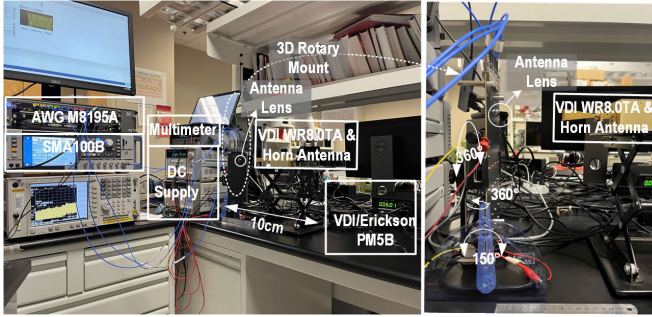 3D Rotary
Mount
Antenna
Lens
AWG M8195A
SMA100B
Multimeter
DC
Supply
VDI WR8.0TA &
Horn Antenna
10cm
VDI/Erickson
PM5B
Antenna
Lens
VDI WR8.0TA &
Horn Antenna
360°
360°
150°